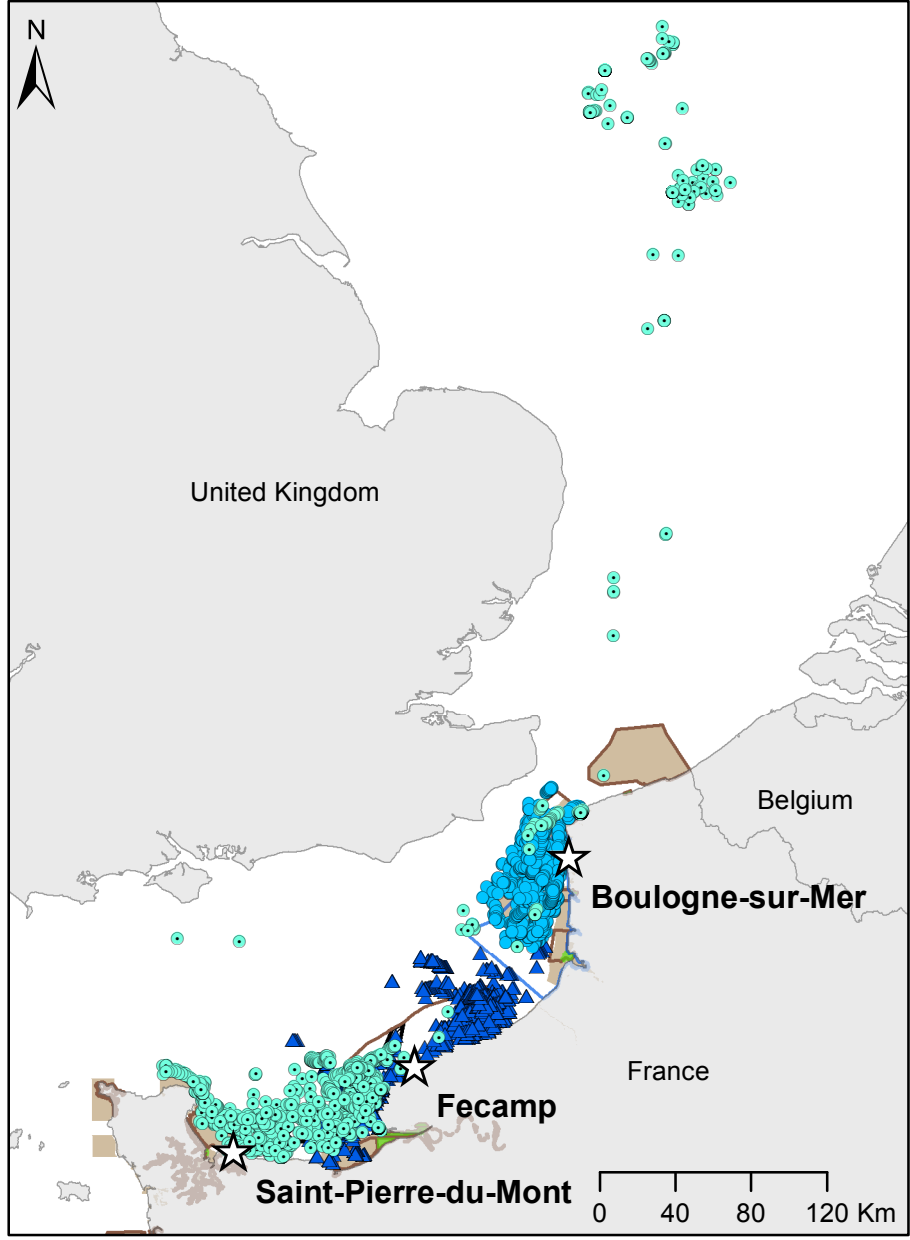 N
United Kingdom
Belgium
Boulogne-sur-Mer
France
Fecamp
Saint-Pierre-du-Mont
0 40 80 120 Km